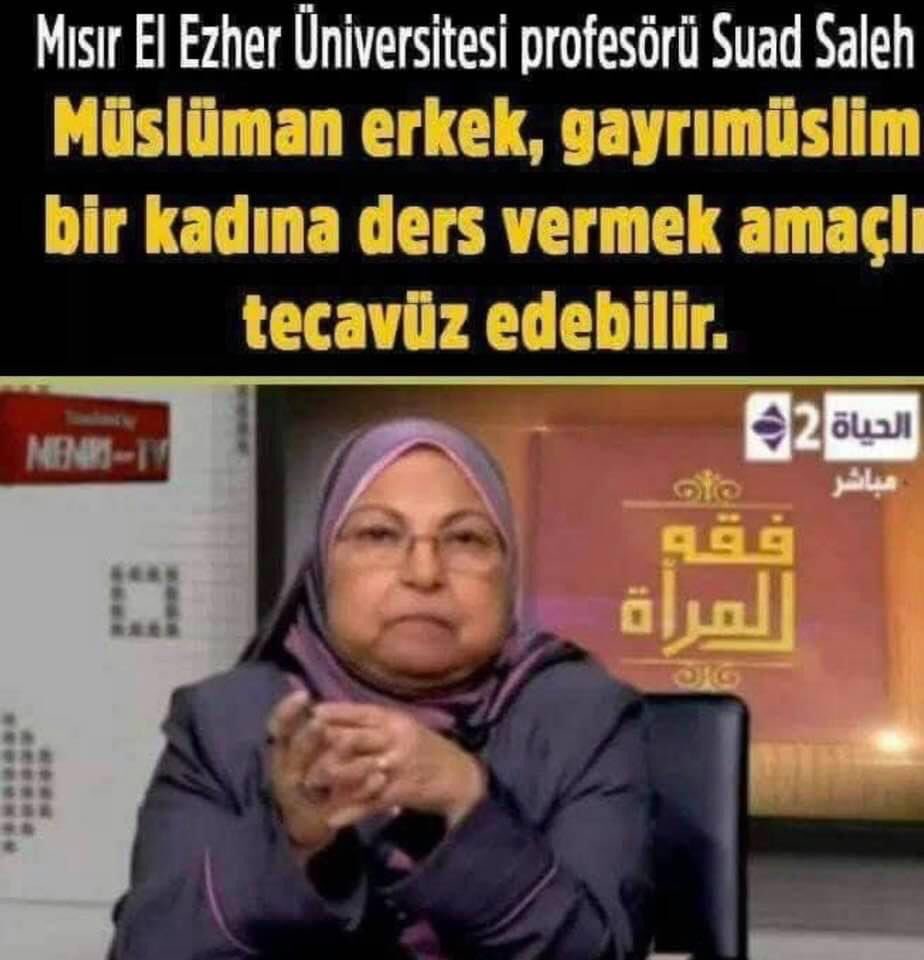 Mısır El Ezher Üniversitesi profesörü Suad Saleh
Müslüman erkek, gayrımüslim
bir kadına ders vermek amaçlı
tecavüz edebilir.
MEMRI-TV
2 الحياة
مباشر
فقه
المرأة